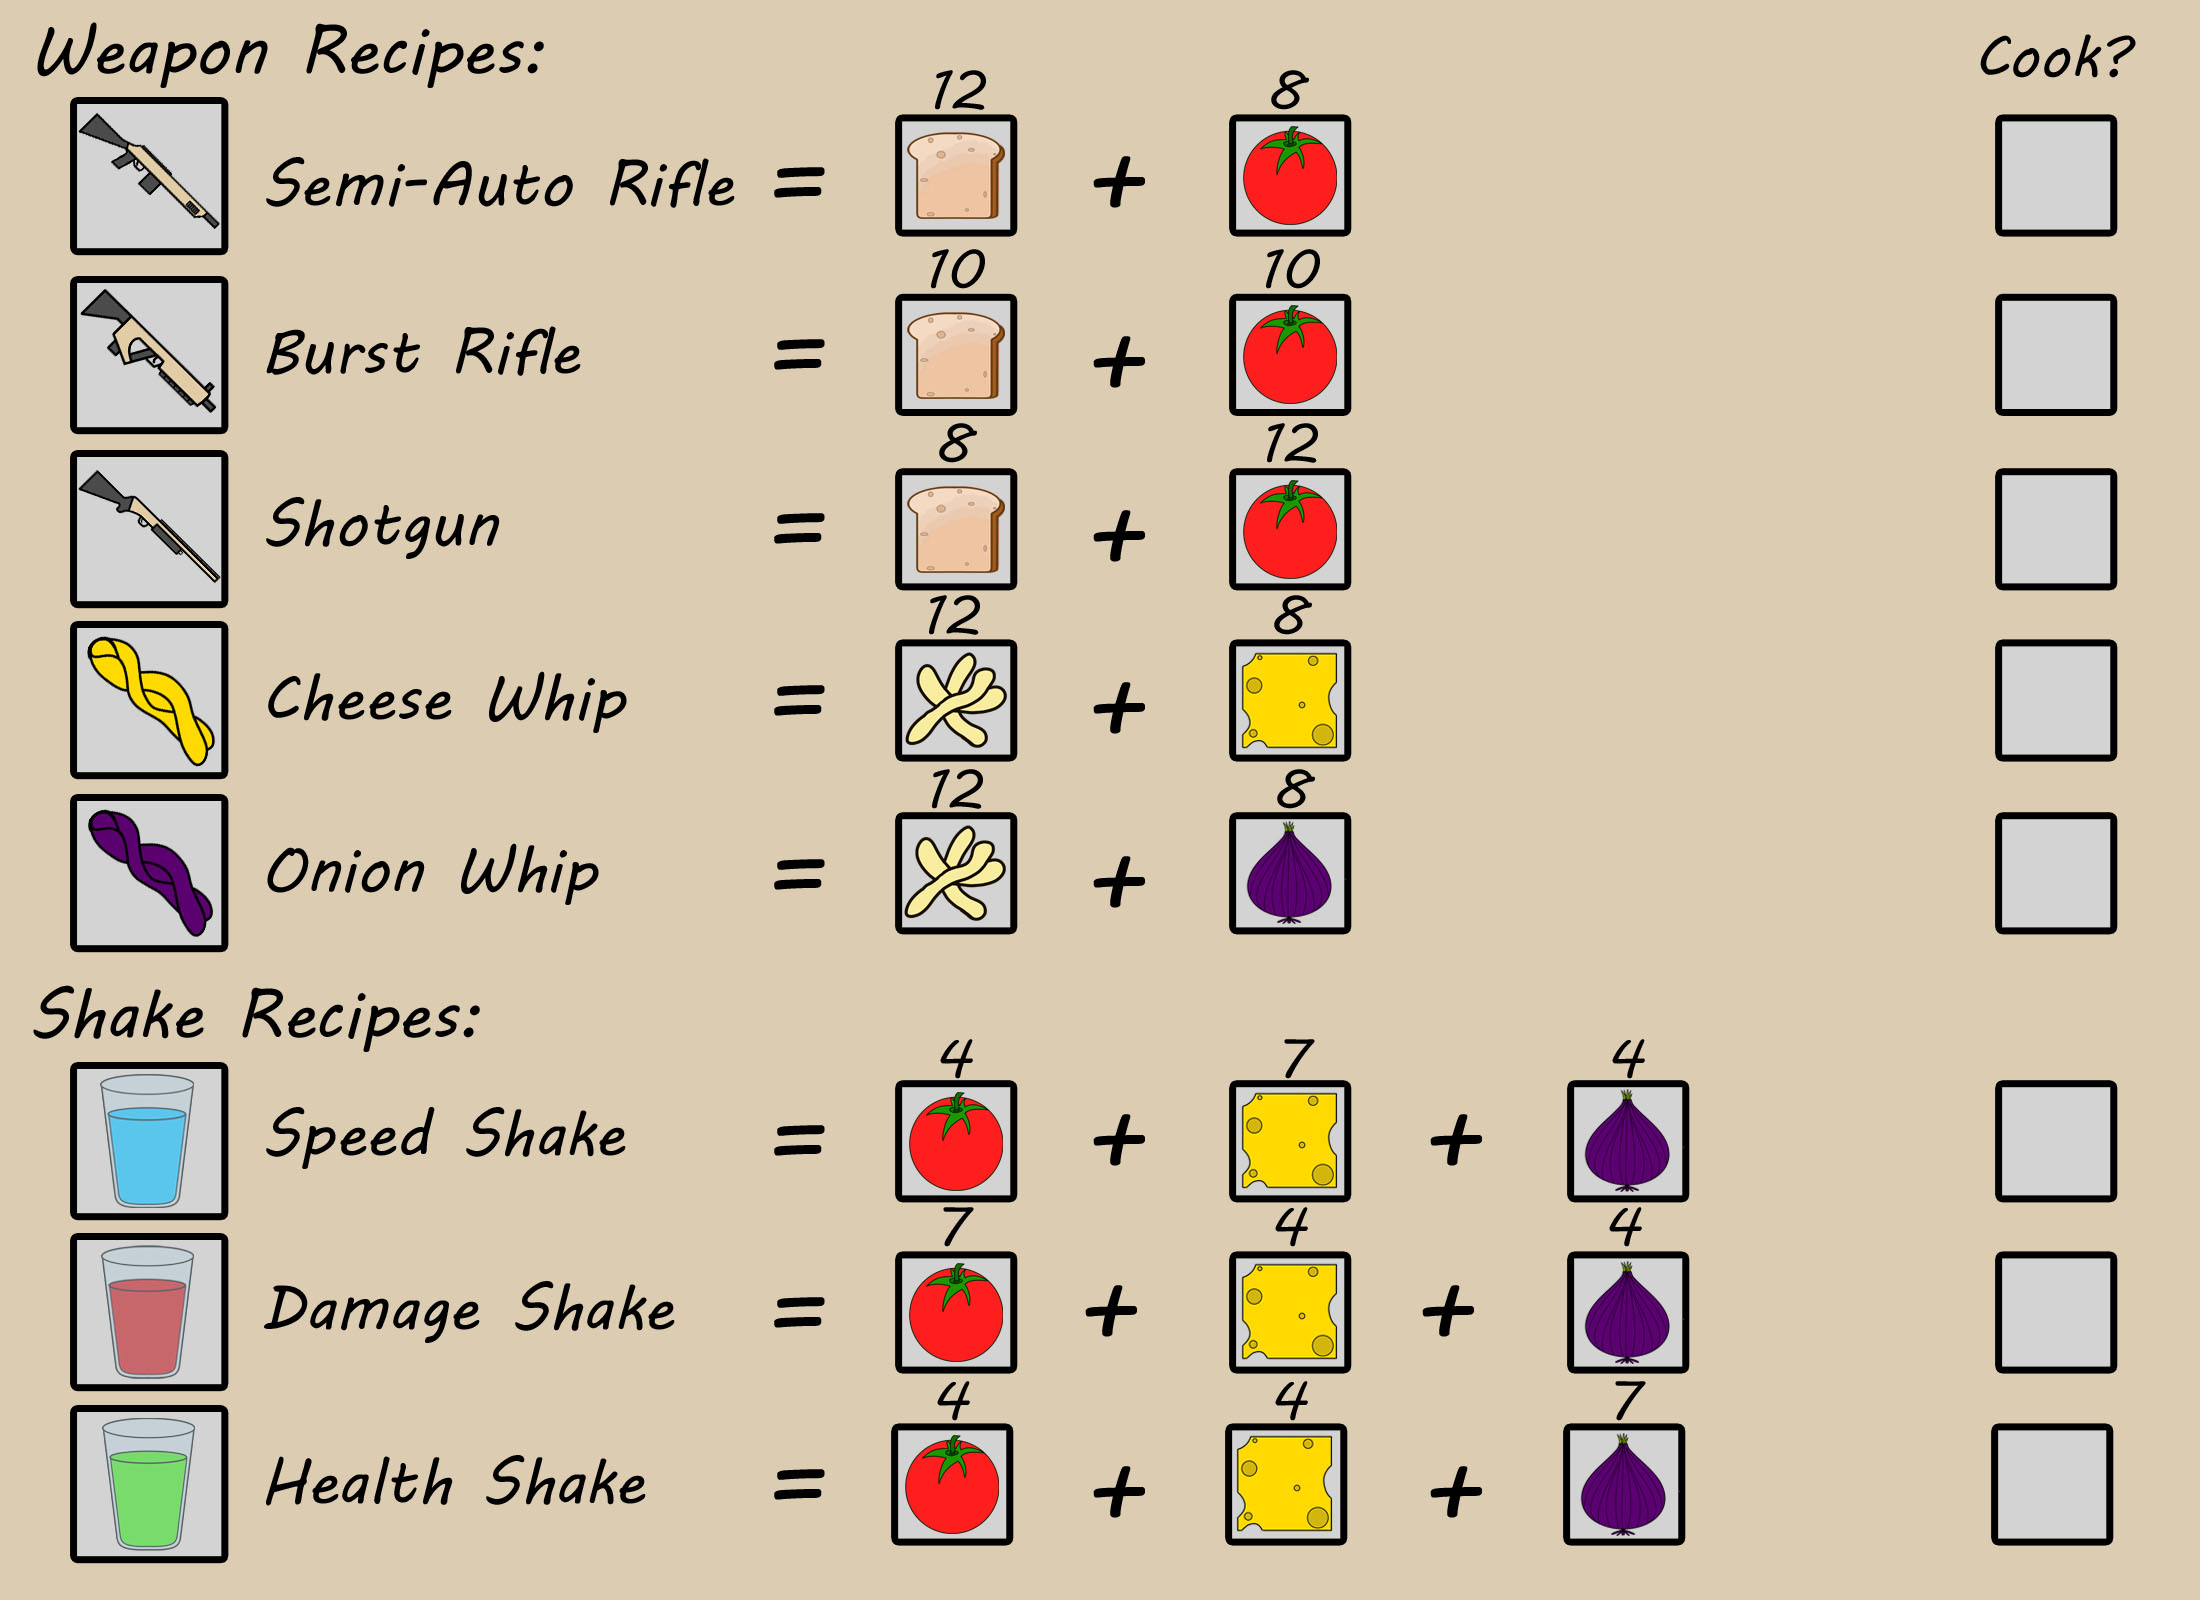 Weapon Recipes:
Cook?
12 8
Semi-Auto Rifle = +
10 10
Burst Rifle = +
8 12
Shotgun = +
12 8
Cheese Whip = +
12 8
Onion Whip = +
Shake Recipes:
4 7 4
Speed Shake = + +
7 4 4
Damage Shake = + +
4 4 7
Health Shake = + +